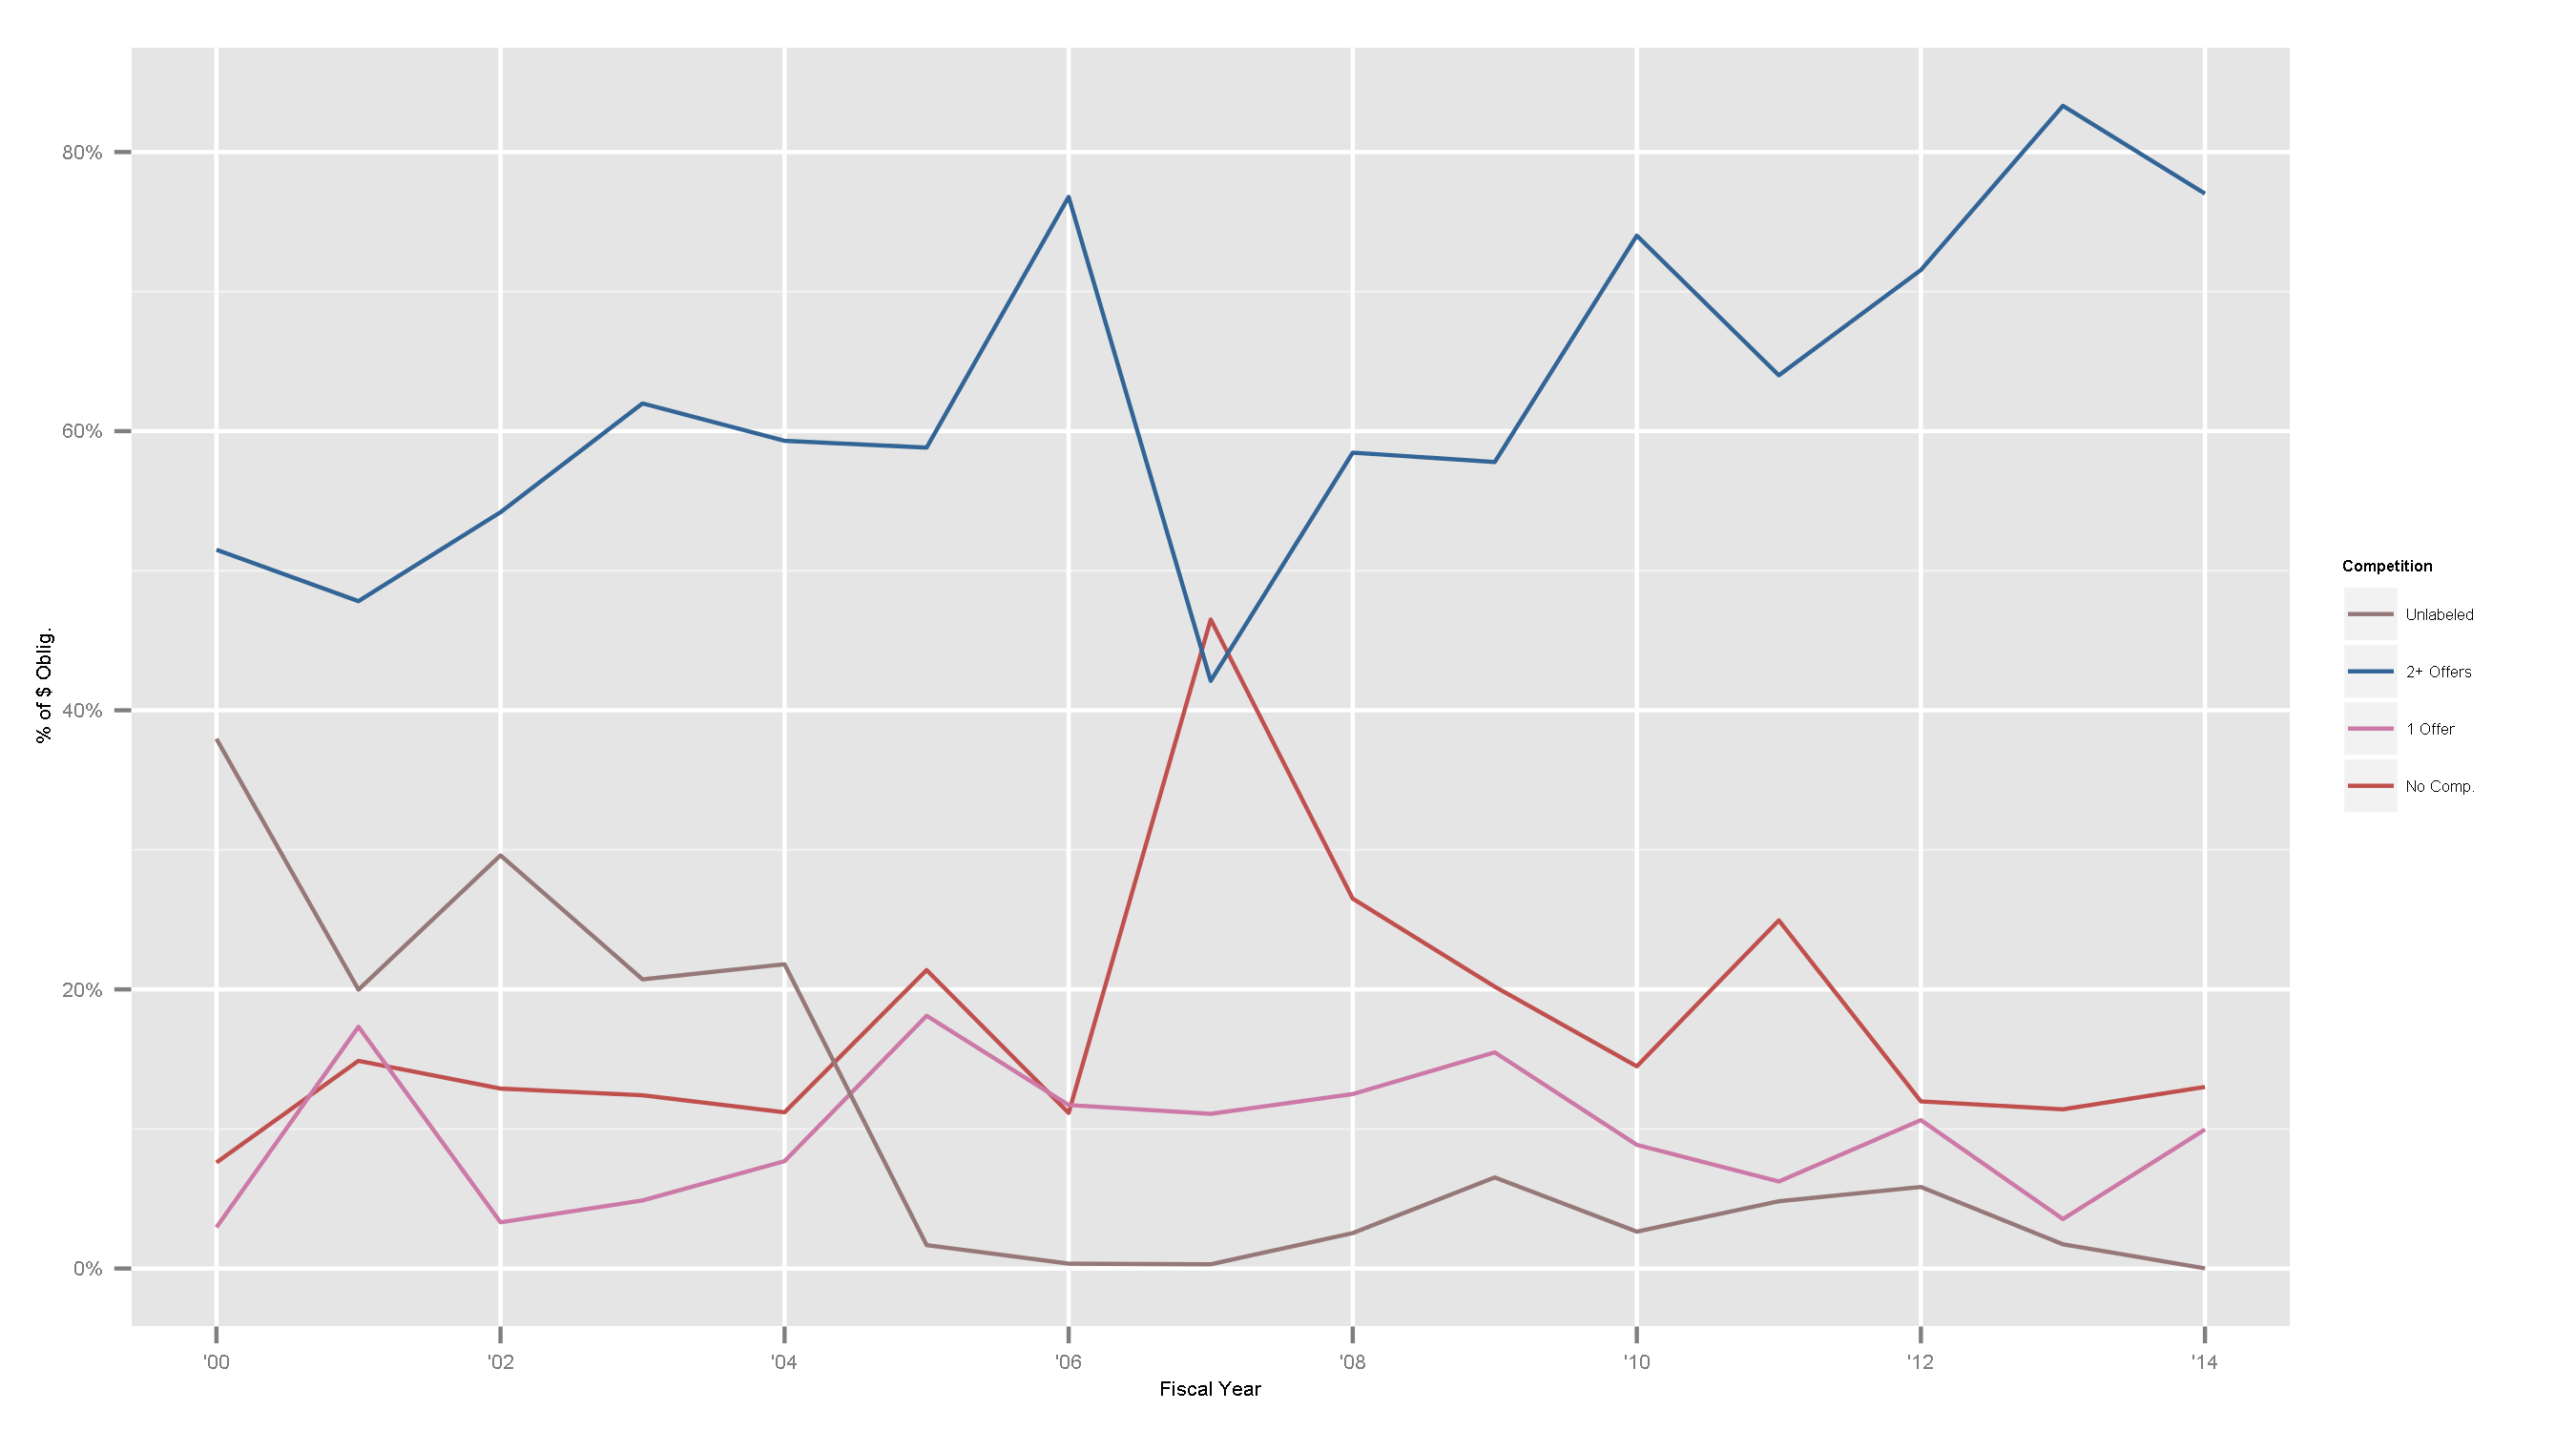 80%
60%
40%
20%
0%
% of $ Oblig.
'00 '02 '04 '06 '08 '10 '12 '14
Fiscal Year
Competition
Unlabeled
2+ Offers
1 Offer
No Comp.